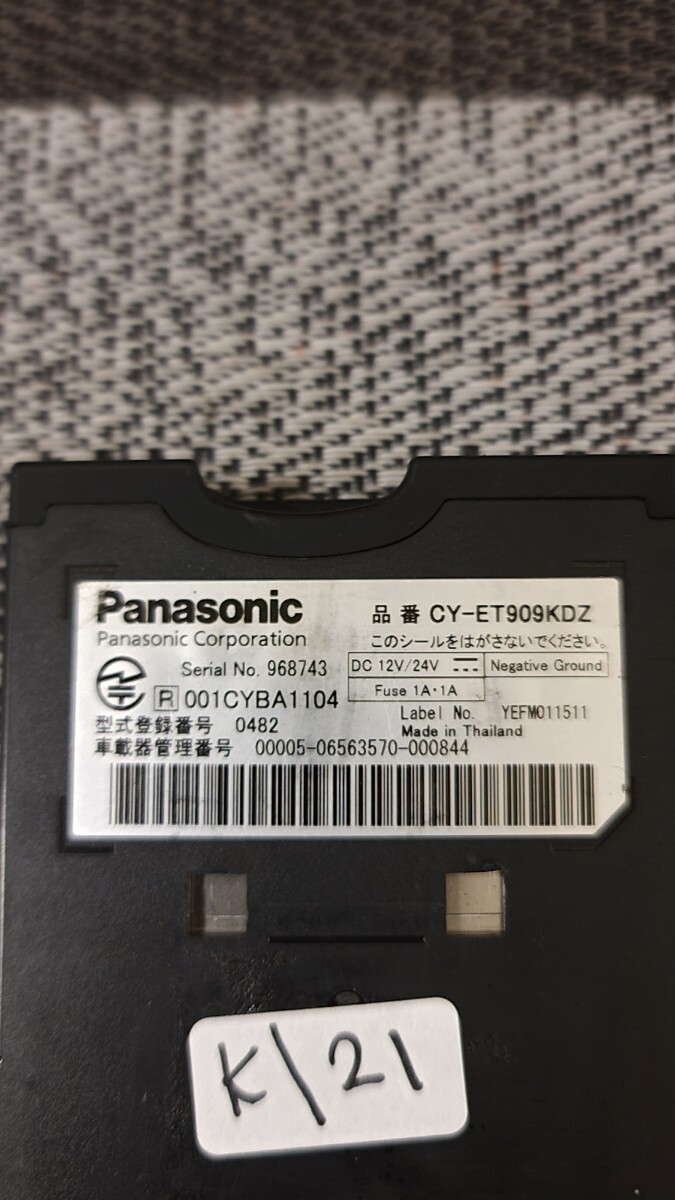 Panasonic 品番 CY-ET909KDZ
Panasonic Corporation このシールをはがさないでください。
Serial No. 968743 DC 12V/24V Negative Ground
R 001CYBA1104 Fuse 1A・1A
型式登録番号 0482 Label No. YEFM011511
Made in Thailand
車載器管理番号 00005-06563570-000844
K/21